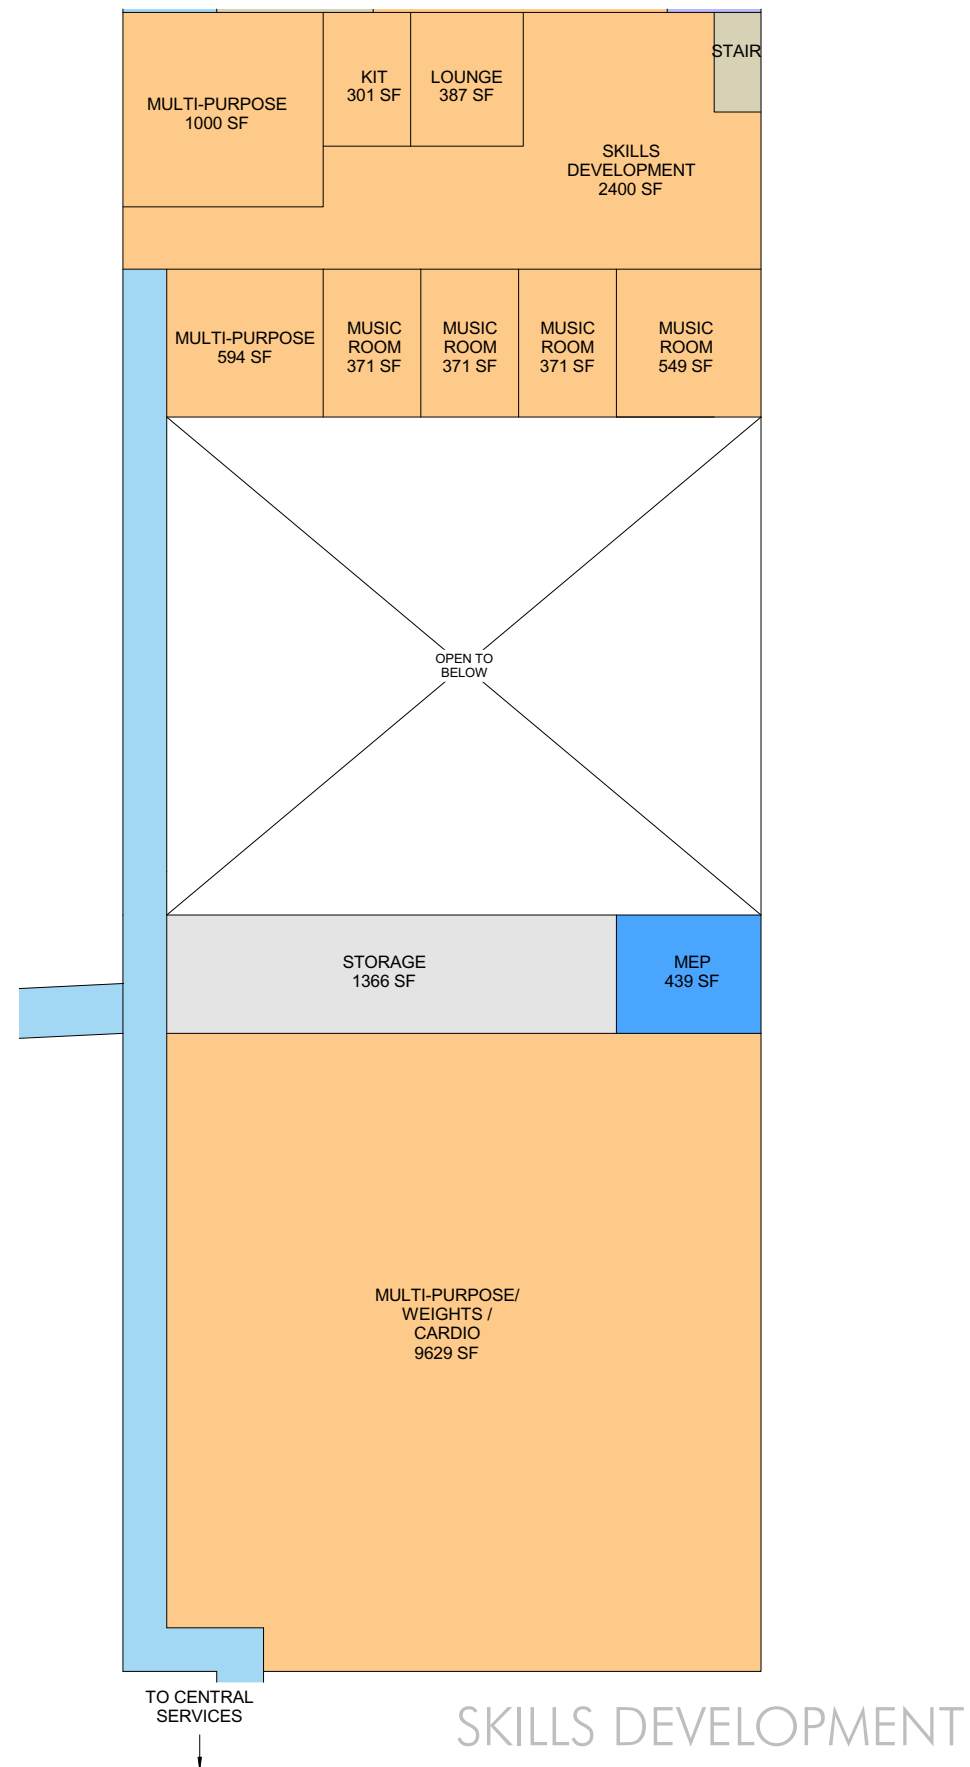 STAIR
KIT
301 SF
LOUNGE
387 SF
MULTI-PURPOSE
1000 SF
SKILLS
DEVELOPMENT
2400 SF
MULTI-PURPOSE
594 SF
MUSIC
ROOM
371 SF
MUSIC
ROOM
371 SF
MUSIC
ROOM
371 SF
MUSIC
ROOM
549 SF
OPEN TO
BELOW
STORAGE
1366 SF
MEP
439 SF
MULTI-PURPOSE/
WEIGHTS /
CARDIO
9629 SF
TO CENTRAL
SERVICES
SKILLS DEVELOPMENT